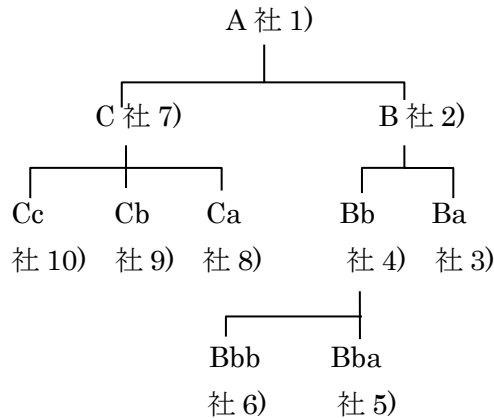 A 社 1)
C 社 7) B 社 2)
Cc Cb Ca Bb Ba
社 10) 社 9) 社 8) 社 4) 社 3)
Bbb Bba
社 6) 社 5)